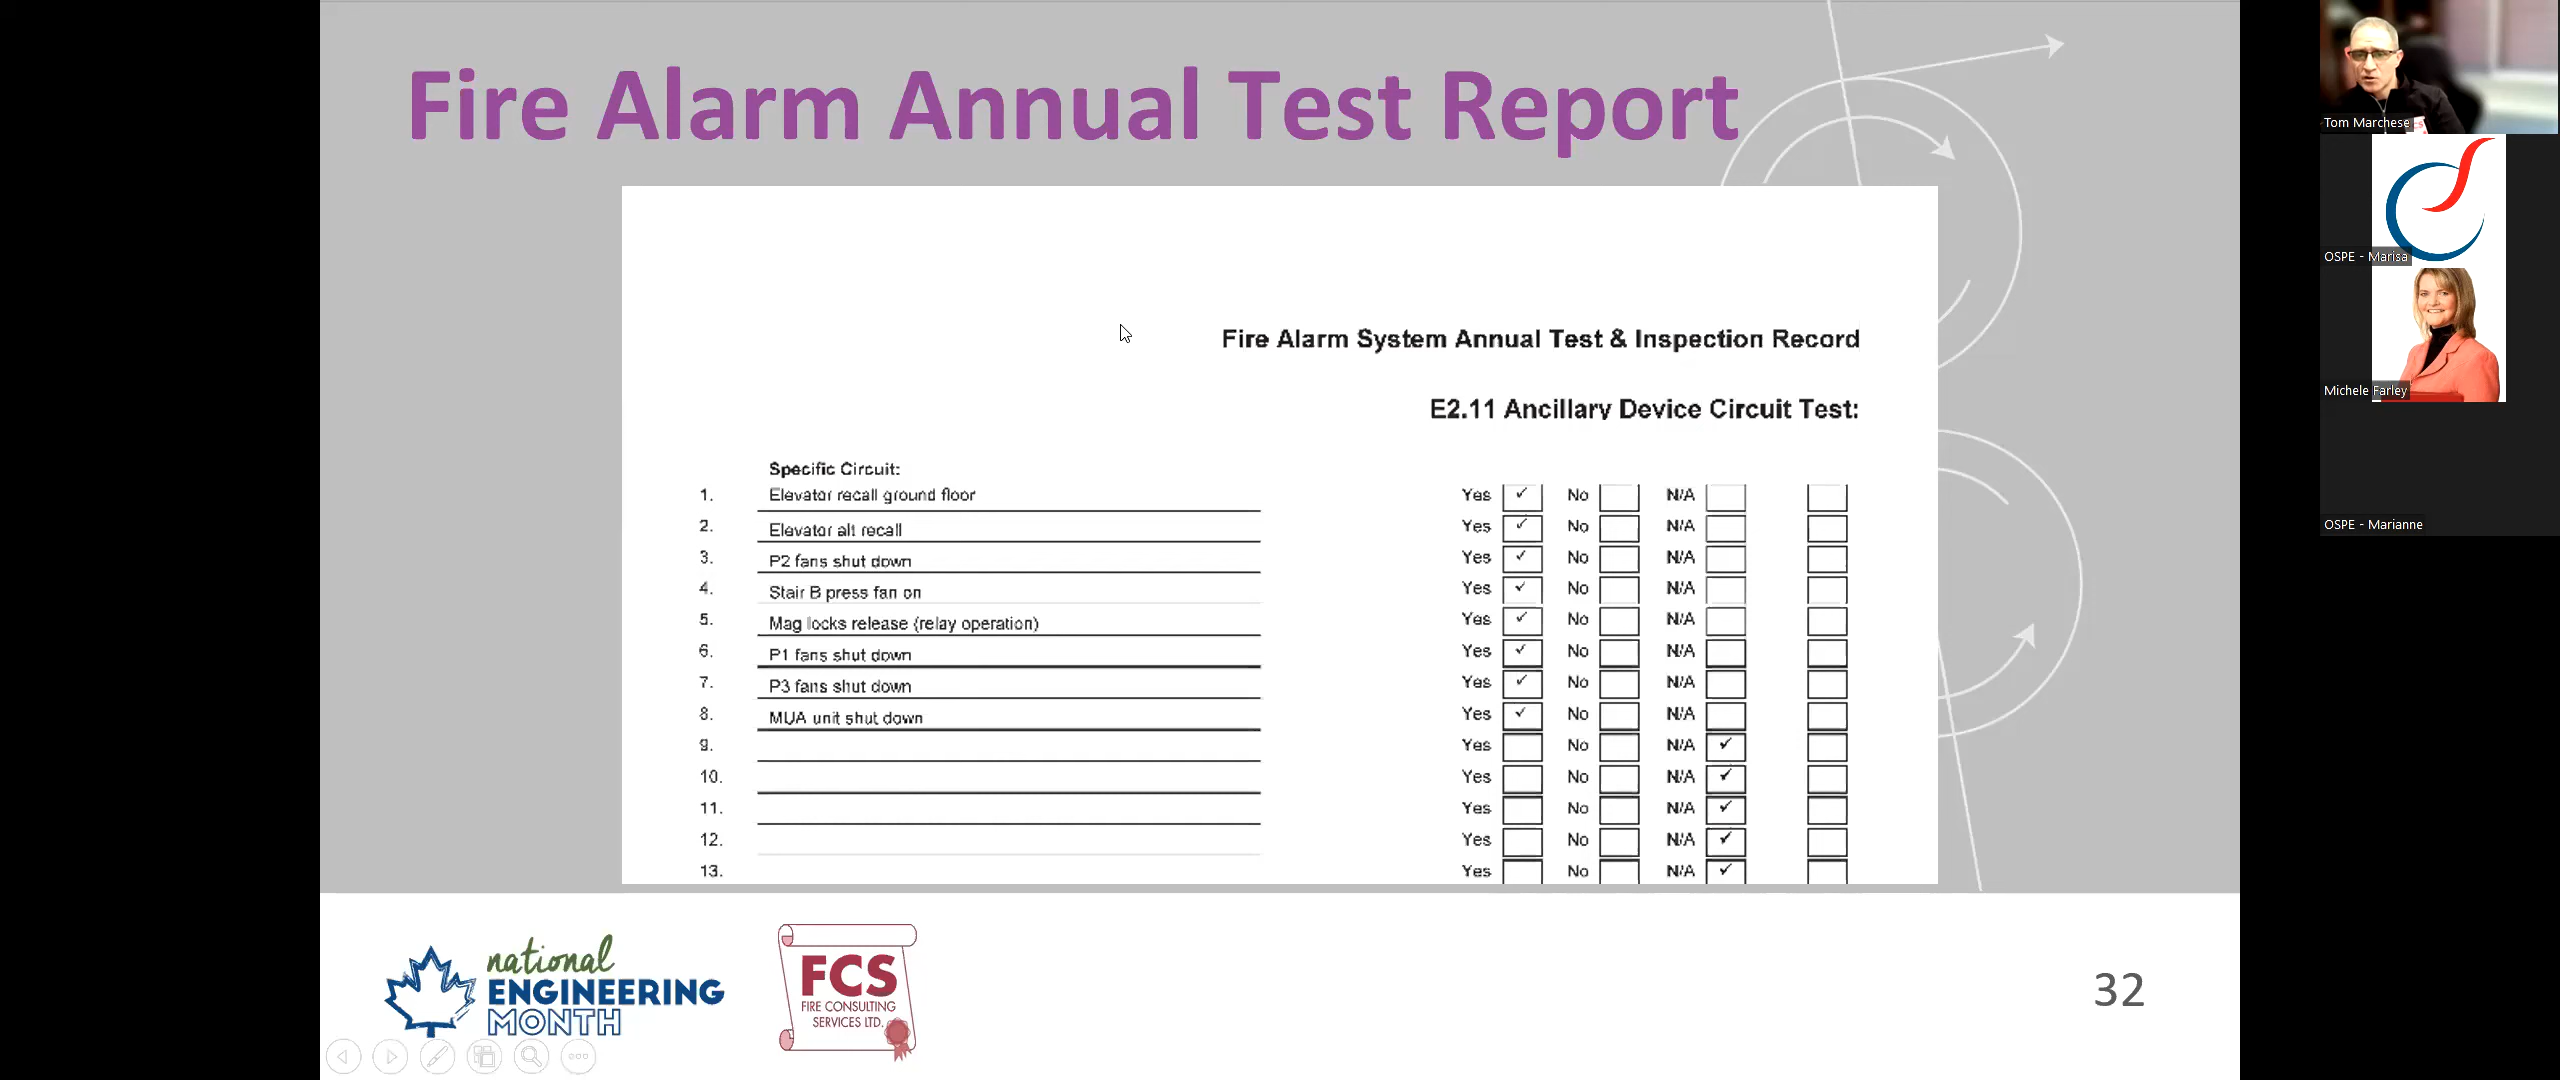 Fire Alarm Annual Test Report
Fire Alarm System Annual Test & Inspection Record
E2.11 Ancillary Device Circuit Test:
Specific Circuit:
1. Elevator recall ground floor Yes ✓ No N/A
2. Elevator alt recall Yes ✓ No N/A
3. P2 fans shut down Yes ✓ No N/A
4. Stair B press fan on Yes ✓ No N/A
5. Mag locks release (relay operation) Yes ✓ No N/A
6. P1 fans shut down Yes ✓ No N/A
7. P3 fans shut down Yes ✓ No N/A
8. MUA unit shut down Yes ✓ No N/A
9. Yes No N/A ✓
10. Yes No N/A ✓
11. Yes No N/A ✓
12. Yes No N/A ✓
13. Yes No N/A ✓
national
ENGINEERING
MONTH
FCS
FIRE CONSULTING
SERVICES LTD.
32
Tom Marchese
OSPE - Marisa
Michele Farley
OSPE - Marianne